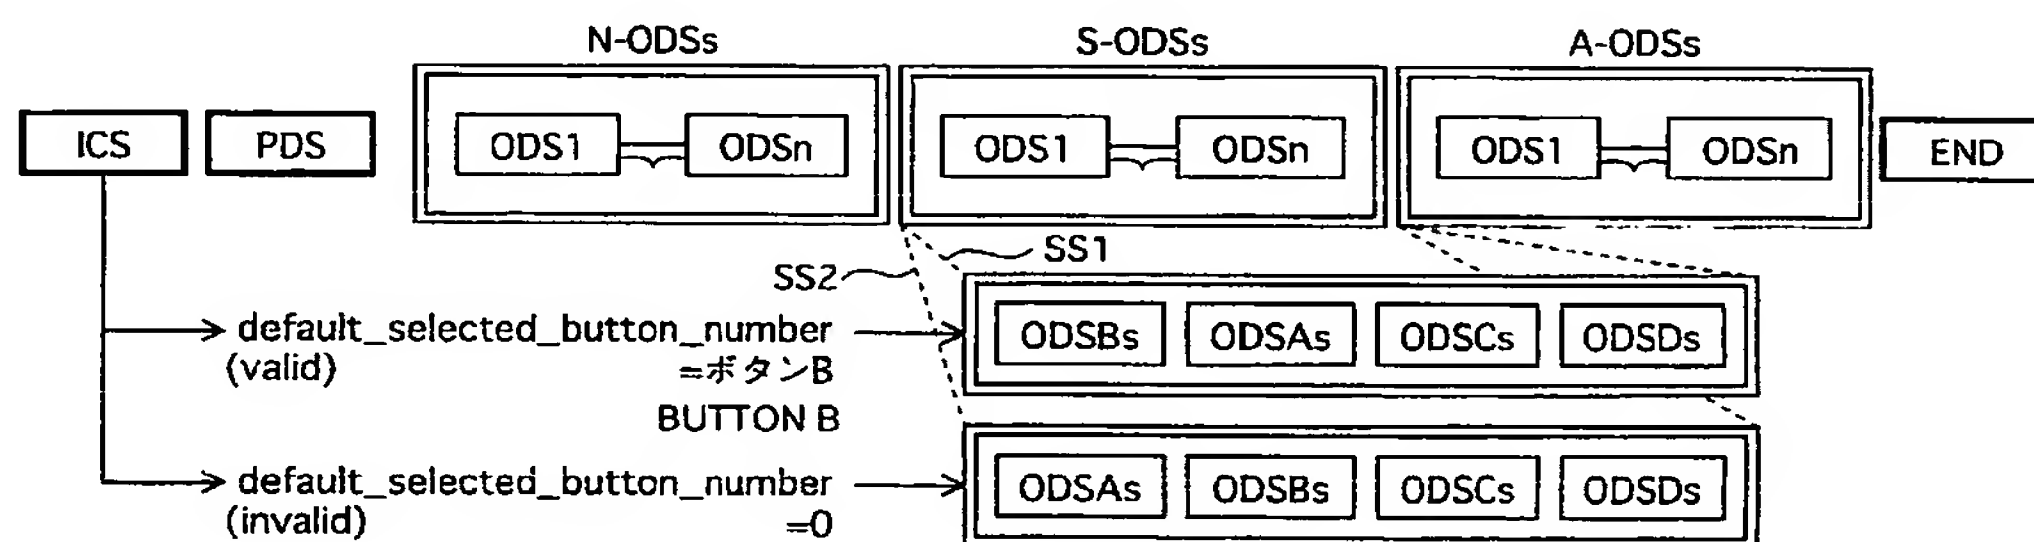 N-ODSs S-ODSs A-ODSs
ICS PDS ODS1 ODSn ODS1 ODSn ODS1 ODSn END
SS1
SS2
default_selected_button_number
(valid) =ボタンB
BUTTON B
ODSBs ODSAs ODSCs ODSDs
default_selected_button_number
(invalid) =0
ODSAs ODSBs ODSCs ODSDs